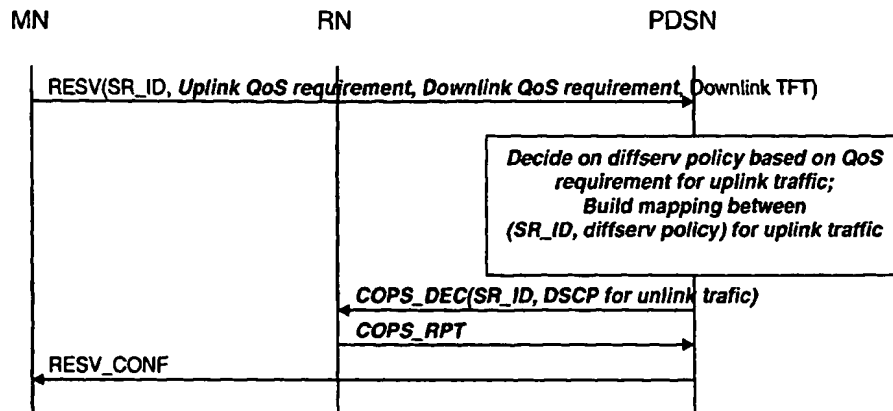 MN RN PDSN
RESV(SR_ID, Uplink QoS requirement, Downlink QoS requirement, Downlink TFT)
Decide on diffserv policy based on QoS
requirement for uplink traffic;
Build mapping between
(SR_ID, diffserv policy) for uplink traffic
COPS_DEC(SR_ID, DSCP for unlink trafic)
COPS_RPT
RESV_CONF